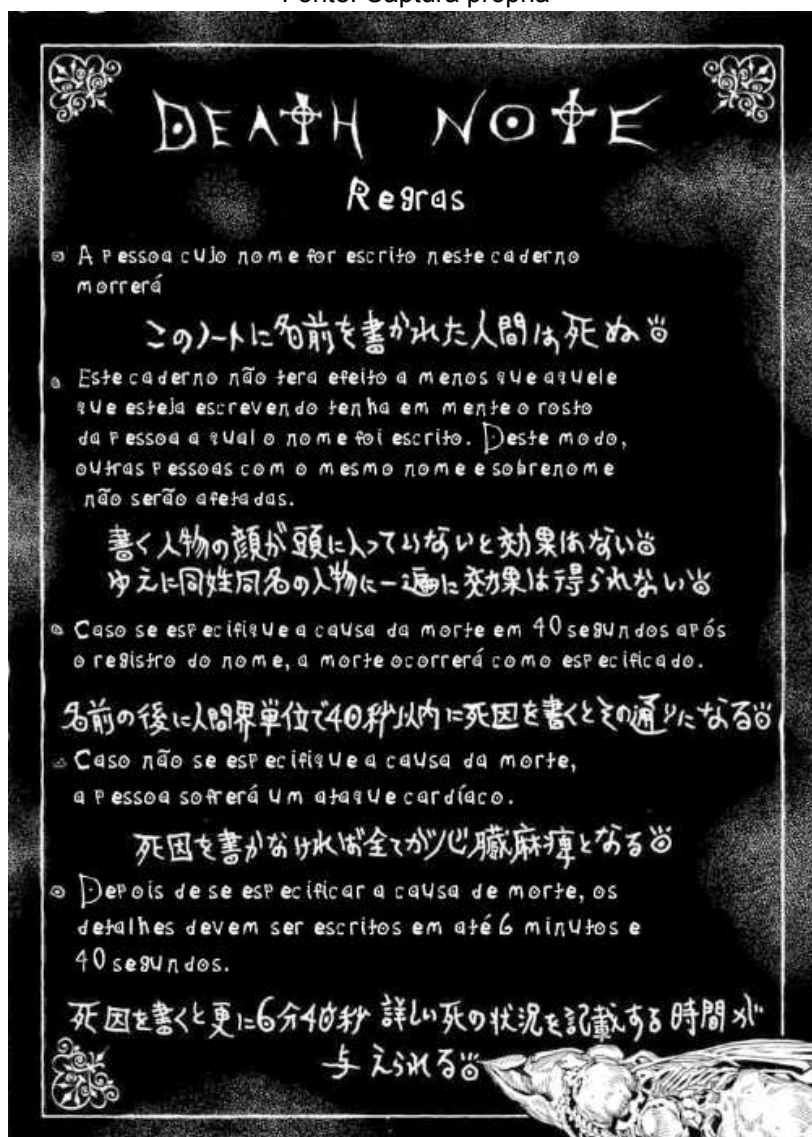 Fonte: Captura própria
DEATH NOTE
Regras
A pessoa cujo nome for escrito neste caderno
morrerá
このノートに名前を書かれた人間は死ぬ
Este caderno não tera efeito a menos que aquele
que esteja escrevendo tenha em mente o rosto
da pessoa a qual o nome foi escrito. Deste modo,
outras pessoas com o mesmo nome e sobrenome
não serão afetadas.
書く人物の顔が頭に入っていないと効果はない
ゆえに同姓同名の人物に一遍に効果は得られない
Caso se especifique a causa da morte em 40 segundos após
o registro do nome, a morte ocorrerá como especificado.
名前の後に人間界単位で40秒以内に死因を書くとその通りになる
Caso não se especifique a causa da morte,
a pessoa sofrerá um ataque cardíaco.
死因を書かなければ全てが心臓麻痺となる
Depois de se especificar a causa de morte, os
detalhes devem ser escritos em até 6 minutos e
40 segundos.
死因を書くと更に6分40秒 詳しい死の状況を記載する時間が
与えられる